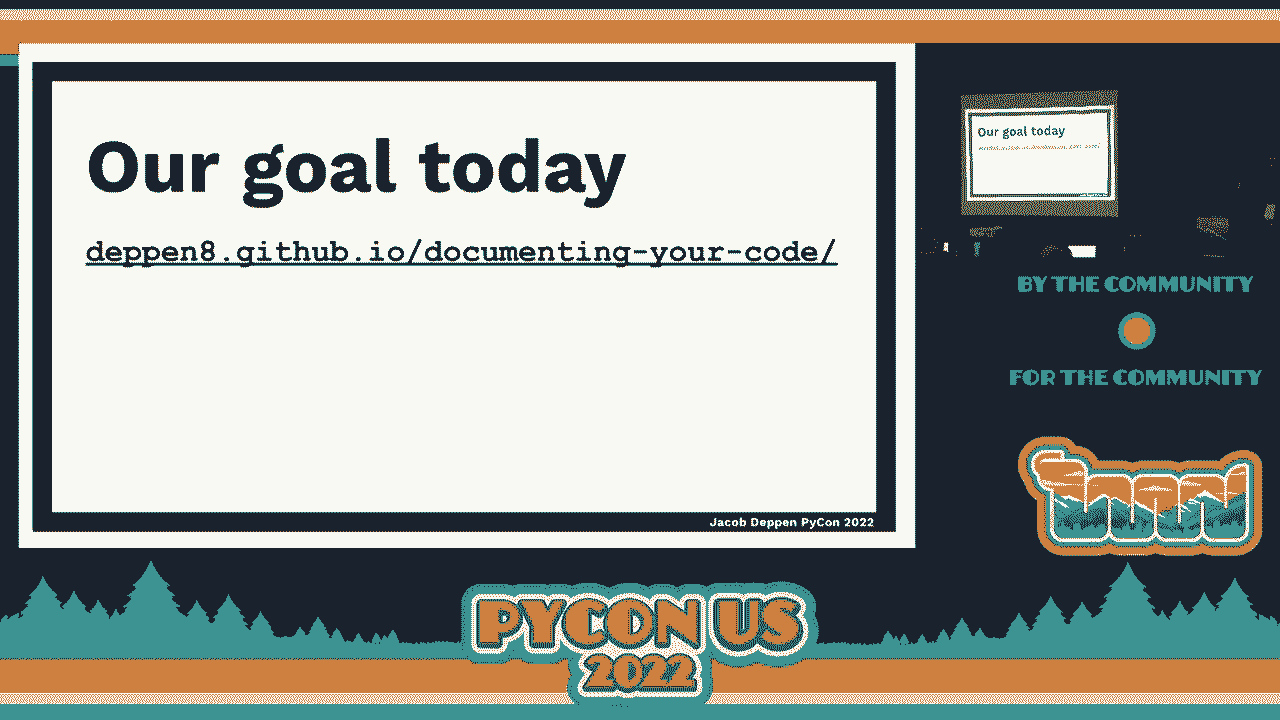 Our goal today
deppen8.github.io/documenting-your-code/
Jacob Deppen PyCon 2022
Our goal today
BY THE COMMUNITY
FOR THE COMMUNITY
PYCON US
2022